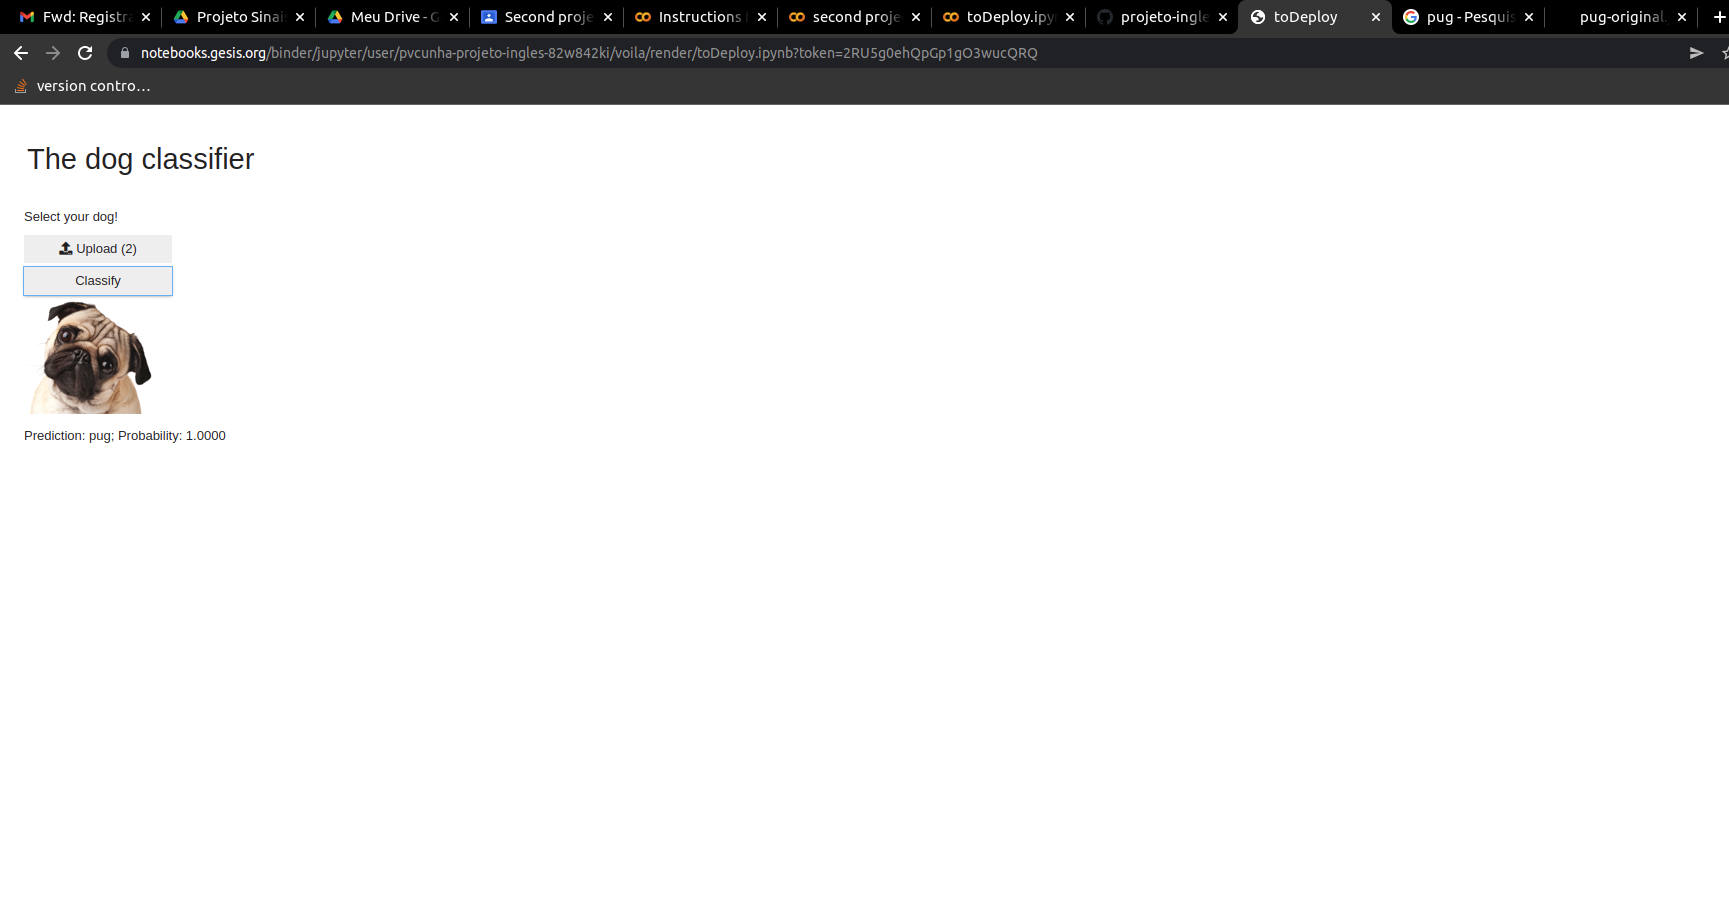 Fwd: Registra
Projeto Sinai
Meu Drive - G
Second proje
Instructions
second proje
toDeploy.ipy
projeto-ingle
toDeploy
pug - Pesquis
pug-original.
notebooks.gesis.org/binder/jupyter/user/pvcunha-projeto-ingles-82w842ki/voila/render/toDeploy.ipynb?token=2RU5g0ehQpGp1gO3wucQRQ
version contro…
The dog classifier
Select your dog!
Upload (2)
Classify
Prediction: pug; Probability: 1.0000